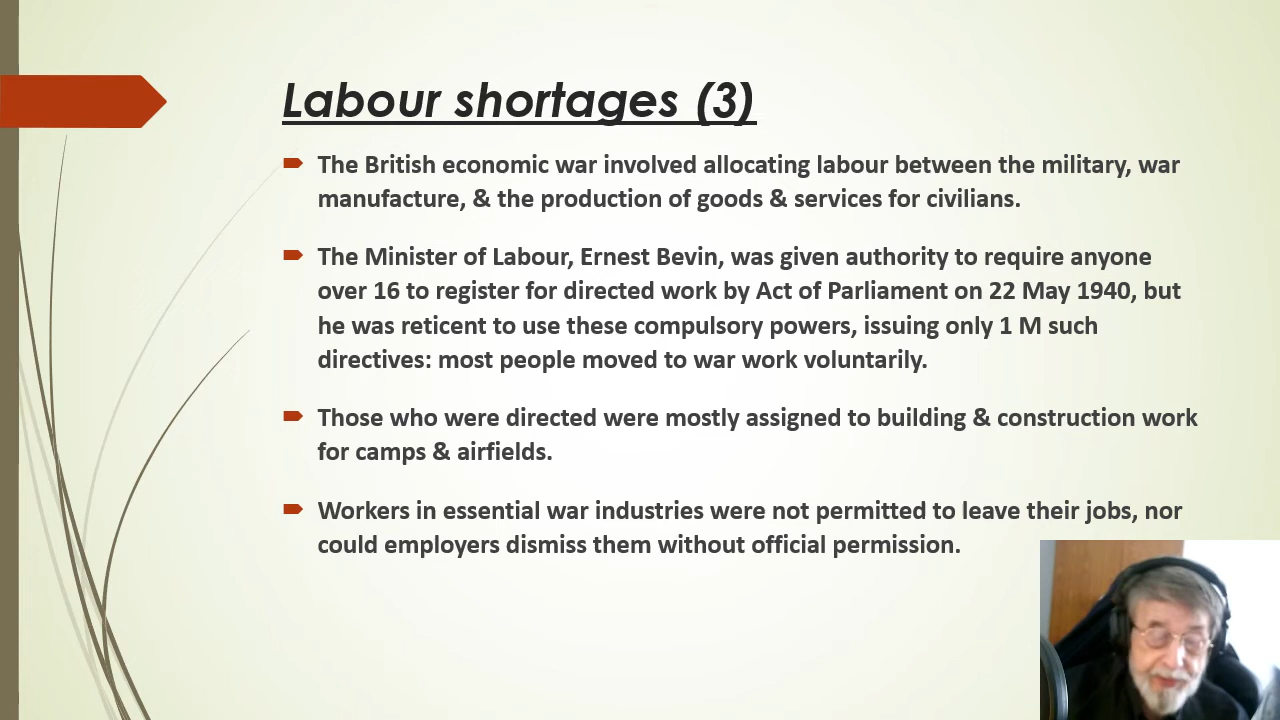 Labour shortages (3)
The British economic war involved allocating labour between the military, war
manufacture, & the production of goods & services for civilians.
The Minister of Labour, Ernest Bevin, was given authority to require anyone
over 16 to register for directed work by Act of Parliament on 22 May 1940, but
he was reticent to use these compulsory powers, issuing only 1 M such
directives: most people moved to war work voluntarily.
Those who were directed were mostly assigned to building & construction work
for camps & airfields.
Workers in essential war industries were not permitted to leave their jobs, nor
could employers dismiss them without official permission.